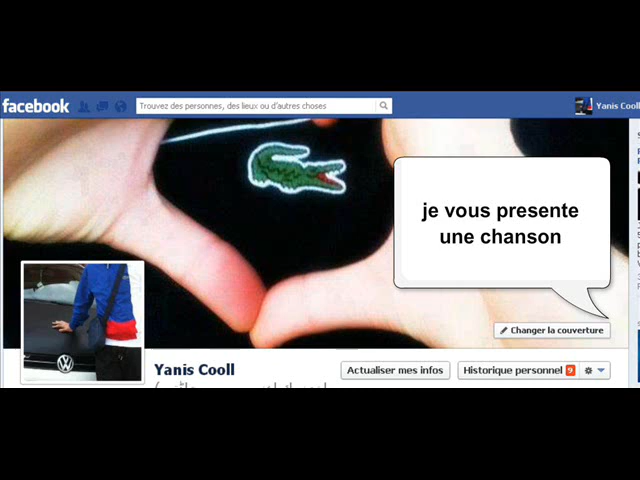 facebook
Trouvez des personnes, des lieux ou d'autres choses
Yanis Cooll
je vous presente
une chanson
Changer la couverture
Yanis Cooll
Actualiser mes infos
Historique personnel 9